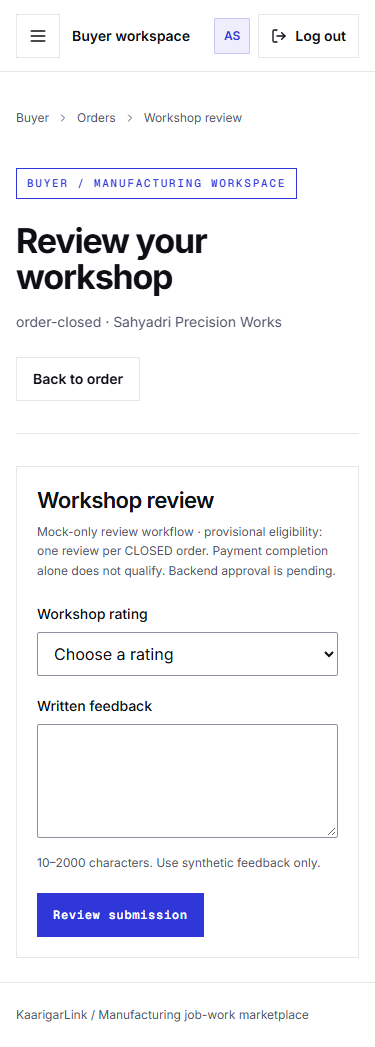 Buyer workspace
AS
Log out
Buyer > Orders > Workshop review
BUYER / MANUFACTURING WORKSPACE
Review your
workshop
order-closed · Sahyadri Precision Works
Back to order
Workshop review
Mock-only review workflow · provisional eligibility:
one review per CLOSED order. Payment completion
alone does not qualify. Backend approval is pending.
Workshop rating
Choose a rating
Written feedback
10–2000 characters. Use synthetic feedback only.
Review submission
KaarigarLink / Manufacturing job-work marketplace